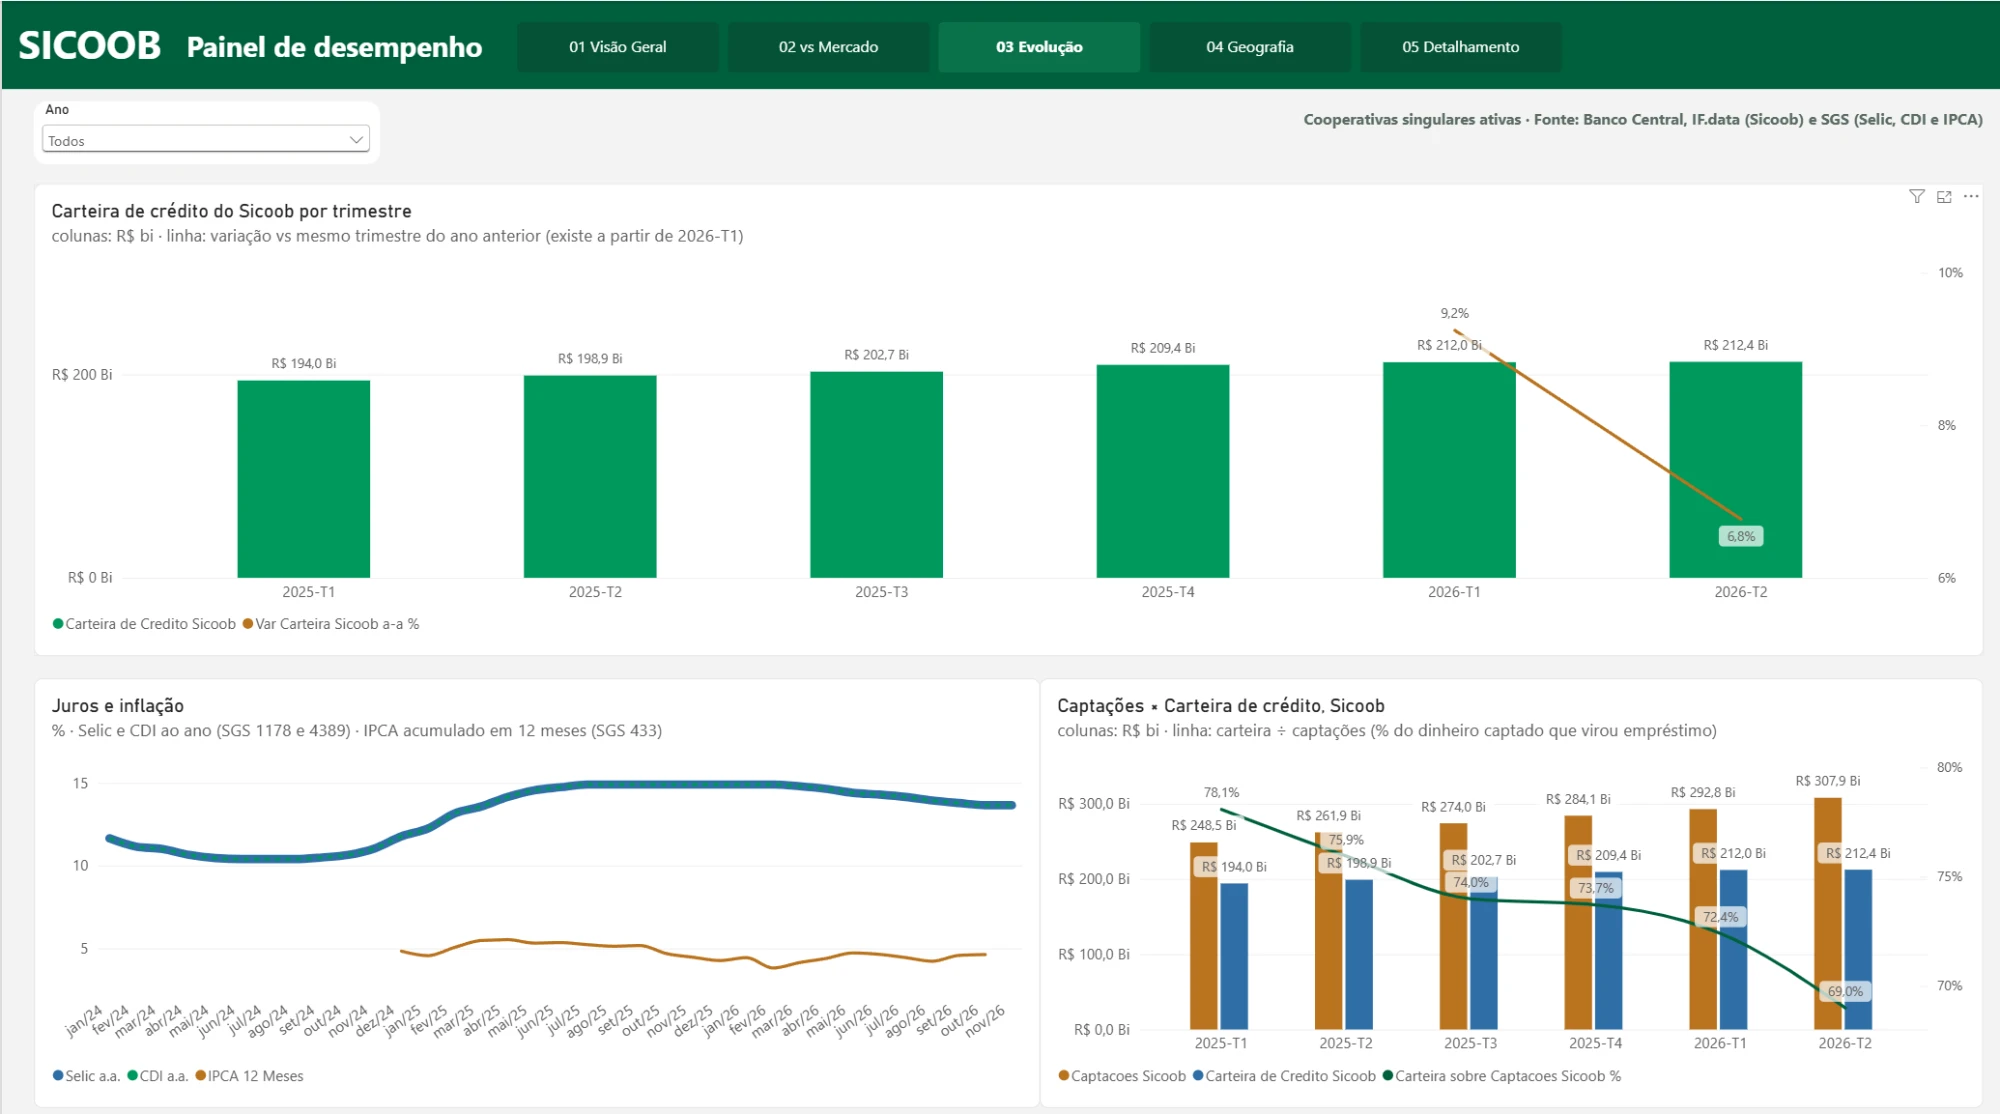 SICOOB Painel de desempenho
01 Visão Geral
02 vs Mercado
03 Evolução
04 Geografia
05 Detalhamento
Ano
Todos
Cooperativas singulares ativas · Fonte: Banco Central, IF.data (Sicoob) e SGS (Selic, CDI e IPCA)
Carteira de crédito do Sicoob por trimestre
colunas: R$ bi · linha: variação vs mesmo trimestre do ano anterior (existe a partir de 2026-T1)
10%
8%
6%
R$ 200 Bi
R$ 0 Bi
R$ 194,0 Bi
R$ 198,9 Bi
R$ 202,7 Bi
R$ 209,4 Bi
9,2%
R$ 212,0 Bi
R$ 212,4 Bi
6,8%
2025-T1
2025-T2
2025-T3
2025-T4
2026-T1
2026-T2
Carteira de Credito Sicoob
Var Carteira Sicoob a-a %
Juros e inflação
% · Selic e CDI ao ano (SGS 1178 e 4389) · IPCA acumulado em 12 meses (SGS 433)
15
10
5
jan/24
fev/24
mar/24
abr/24
mai/24
jun/24
jul/24
ago/24
set/24
out/24
nov/24
dez/24
jan/25
fev/25
mar/25
abr/25
mai/25
jun/25
jul/25
ago/25
set/25
out/25
nov/25
dez/25
jan/26
fev/26
mar/26
abr/26
mai/26
jun/26
jul/26
ago/26
set/26
out/26
nov/26
Selic a.a.
CDI a.a.
IPCA 12 Meses
Captações × Carteira de crédito, Sicoob
colunas: R$ bi · linha: carteira ÷ captações (% do dinheiro captado que virou empréstimo)
R$ 300,0 Bi
R$ 200,0 Bi
R$ 100,0 Bi
R$ 0,0 Bi
80%
75%
70%
78,1%
R$ 248,5 Bi
R$ 194,0 Bi
R$ 261,9 Bi
75,9%
R$ 198,9 Bi
R$ 274,0 Bi
R$ 202,7 Bi
74,0%
R$ 284,1 Bi
R$ 209,4 Bi
73,7%
R$ 292,8 Bi
R$ 212,0 Bi
72,4%
R$ 307,9 Bi
R$ 212,4 Bi
69,0%
2025-T1
2025-T2
2025-T3
2025-T4
2026-T1
2026-T2
Captacoes Sicoob
Carteira de Credito Sicoob
Carteira sobre Captacoes Sicoob %